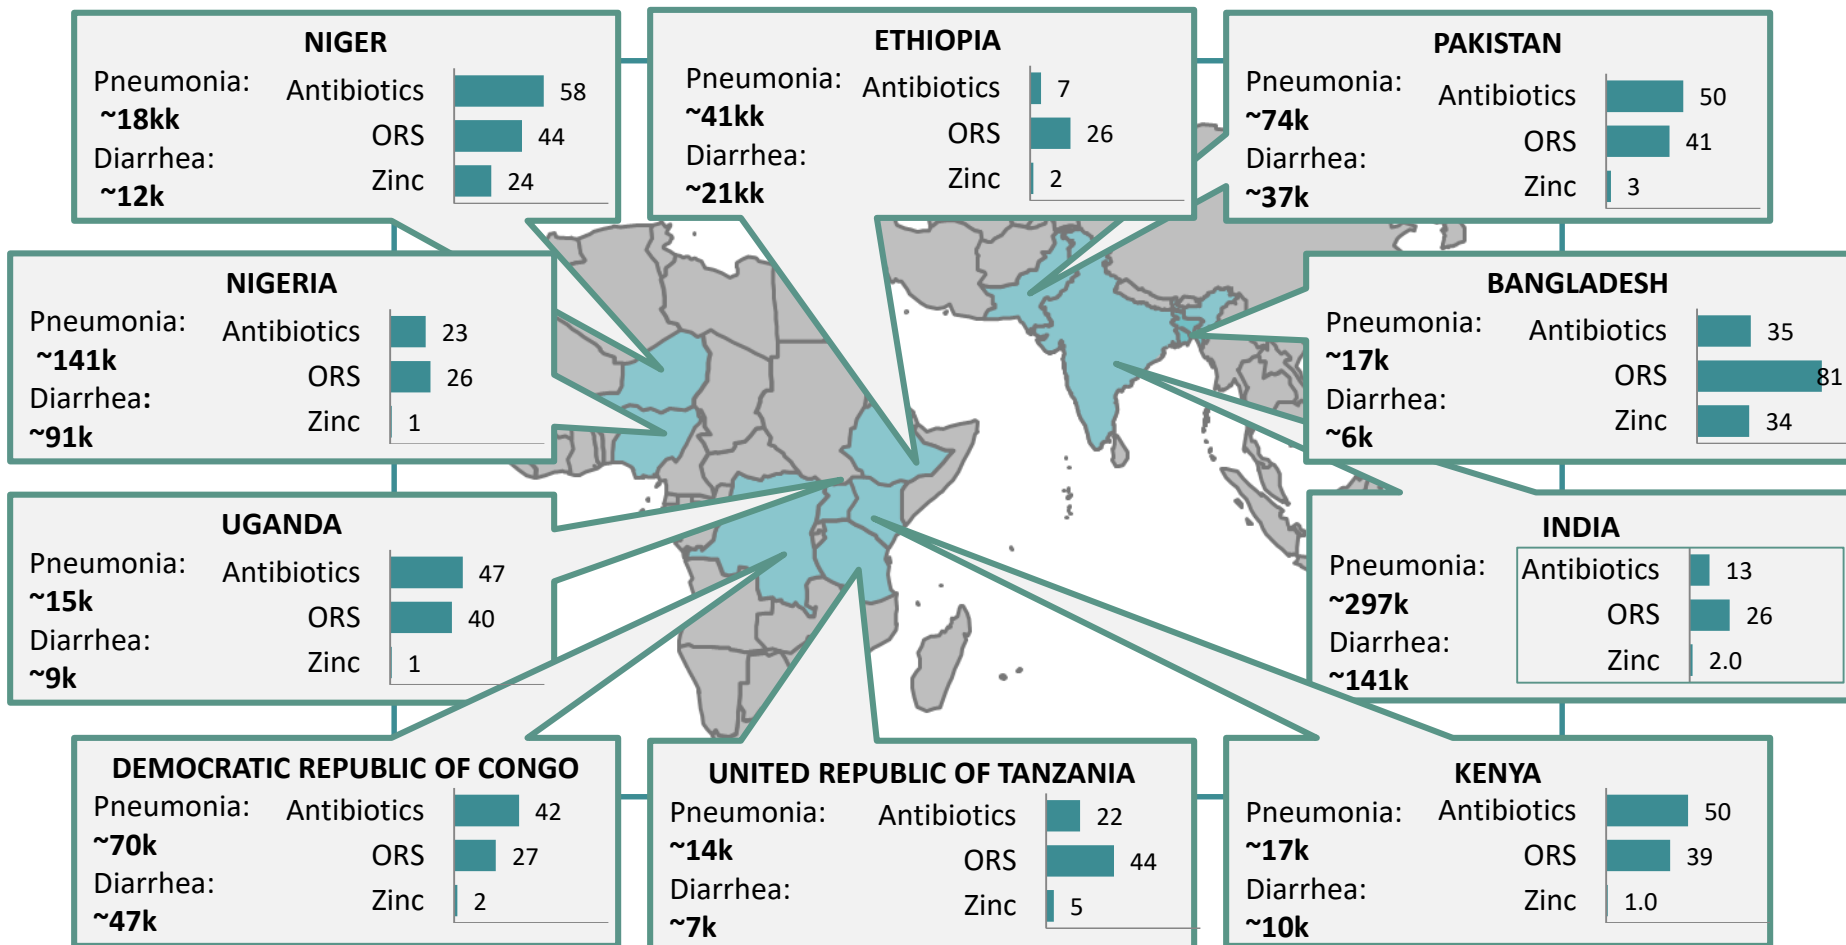 NIGER
Pneumonia:
~18kk
Diarrhea:
~12k
Antibiotics 58
ORS 44
Zinc 24
ETHIOPIA
Pneumonia:
~41kk
Diarrhea:
~21kk
Antibiotics 7
ORS 26
Zinc 2
PAKISTAN
Pneumonia:
~74k
Diarrhea:
~37k
Antibiotics 50
ORS 41
Zinc 3
NIGERIA
Pneumonia:
~141k
Diarrhea:
~91k
Antibiotics 23
ORS 26
Zinc 1
BANGLADESH
Pneumonia:
~17k
Diarrhea:
~6k
Antibiotics 35
ORS 81
Zinc 34
UGANDA
Pneumonia:
~15k
Diarrhea:
~9k
Antibiotics 47
ORS 40
Zinc 1
INDIA
Pneumonia:
~297k
Diarrhea:
~141k
Antibiotics 13
ORS 26
Zinc 2.0
DEMOCRATIC REPUBLIC OF CONGO
Pneumonia:
~70k
Diarrhea:
~47k
Antibiotics 42
ORS 27
Zinc 2
UNITED REPUBLIC OF TANZANIA
Pneumonia:
~14k
Diarrhea:
~7k
Antibiotics 22
ORS 44
Zinc 5
KENYA
Pneumonia:
~17k
Diarrhea:
~10k
Antibiotics 50
ORS 39
Zinc 1.0